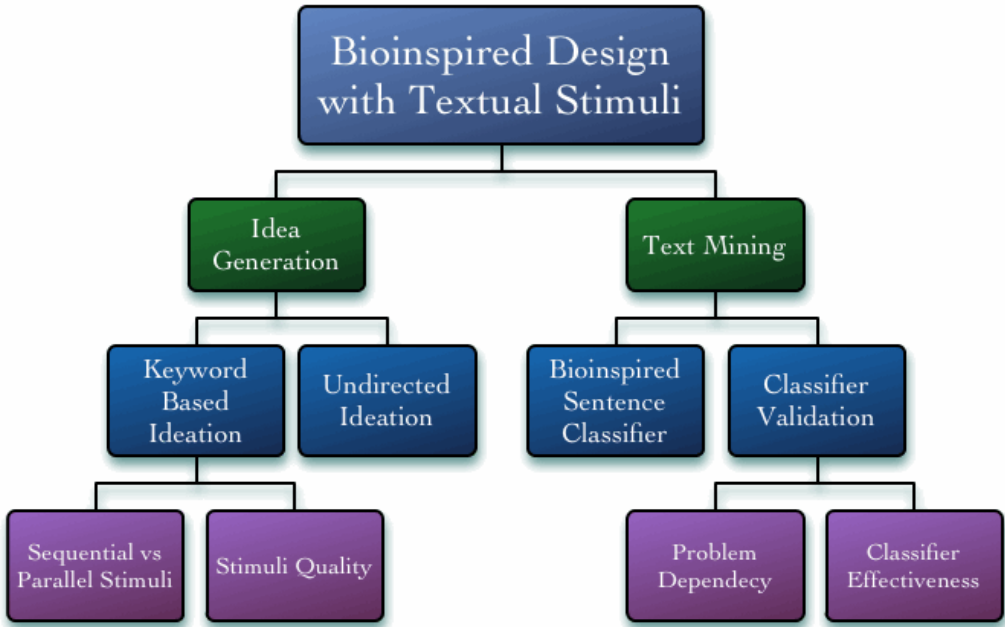 Bioinspired Design
with Textual Stimuli
Idea
Generation
Text Mining
Keyword
Based
Ideation
Undirected
Ideation
Bioinspired
Sentence
Classifier
Classifier
Validation
Sequential vs
Parallel Stimuli
Stimuli Quality
Problem
Dependecy
Classifier
Effectiveness